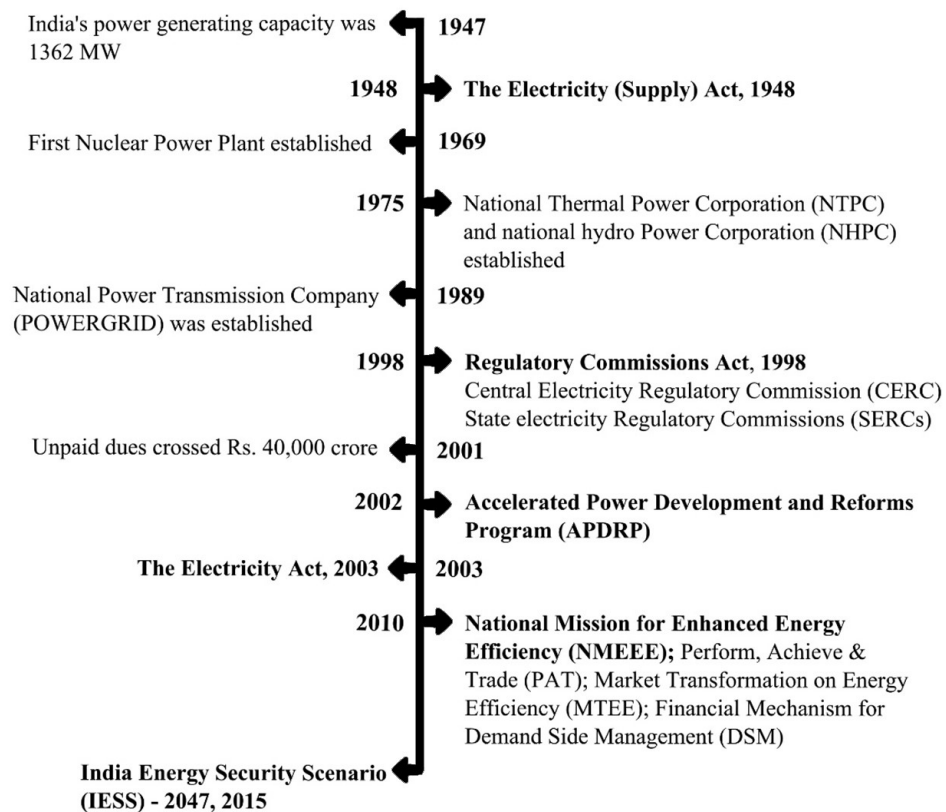 India's power generating capacity was
1362 MW
1947
1948
The Electricity (Supply) Act, 1948
First Nuclear Power Plant established
1969
1975
National Thermal Power Corporation (NTPC)
and national hydro Power Corporation (NHPC)
established
National Power Transmission Company
(POWERGRID) was established
1989
1998
Regulatory Commissions Act, 1998
Central Electricity Regulatory Commission (CERC)
State electricity Regulatory Commissions (SERCs)
Unpaid dues crossed Rs. 40,000 crore
2001
2002
Accelerated Power Development and Reforms
Program (APDRP)
The Electricity Act, 2003
2003
2010
National Mission for Enhanced Energy
Efficiency (NMEEE); Perform, Achieve &
Trade (PAT); Market Transformation on Energy
Efficiency (MTEE); Financial Mechanism for
Demand Side Management (DSM)
India Energy Security Scenario
(IESS) - 2047, 2015